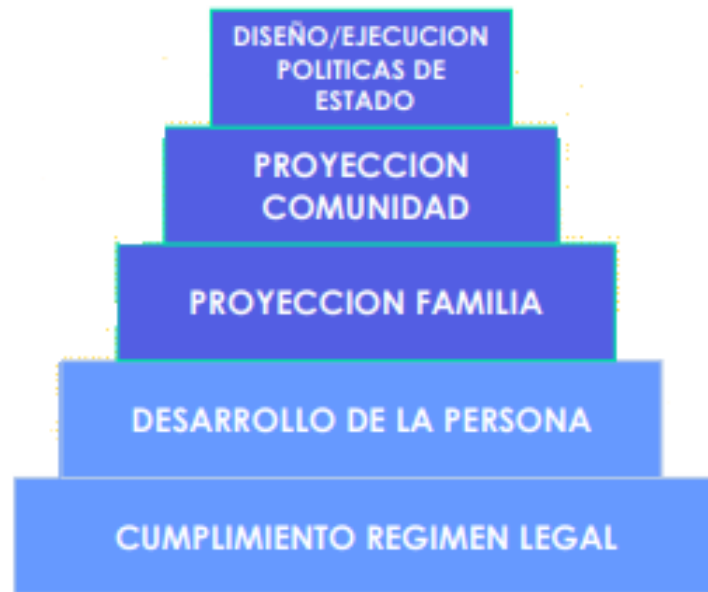 DISEÑO/EJECUCION
POLITICAS DE
ESTADO
PROYECCION
COMUNIDAD
PROYECCION FAMILIA
DESARROLLO DE LA PERSONA
CUMPLIMIENTO REGIMEN LEGAL